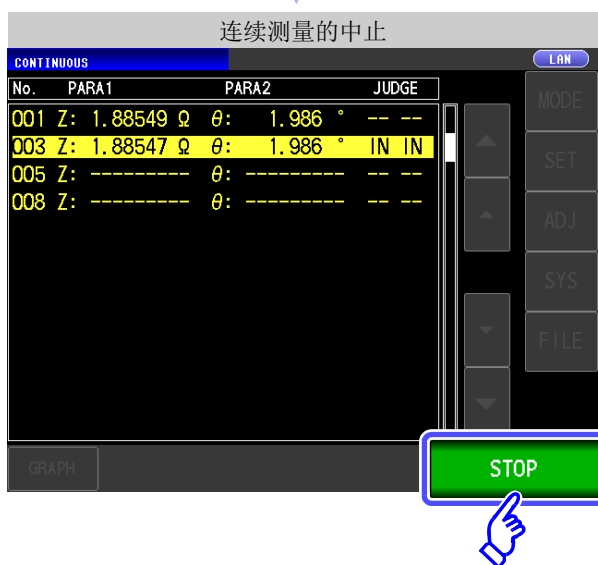 连续测量的中止
CONTINUOUS LAN
No. PARA1 PARA2 JUDGE
001 Z: 1.88549 Ω θ: 1.986 ° -- --
003 Z: 1.88547 Ω θ: 1.986 ° IN IN
005 Z: --------- θ: --------- -- --
008 Z: --------- θ: --------- -- --
MODE
SET
ADJ
SYS
FILE
GRAPH STOP